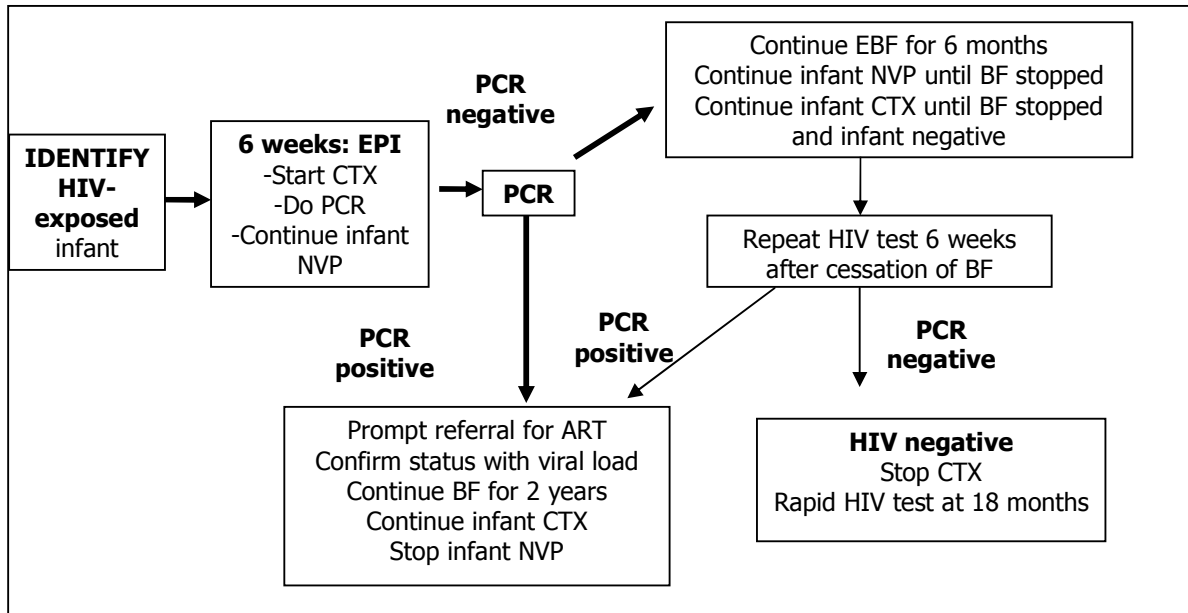 IDENTIFY
HIV-
exposed
infant
6 weeks: EPI
-Start CTX
-Do PCR
-Continue infant
NVP
PCR
negative
PCR
Continue EBF for 6 months
Continue infant NVP until BF stopped
Continue infant CTX until BF stopped
and infant negative
Repeat HIV test 6 weeks
after cessation of BF
PCR
positive
PCR
positive
PCR
negative
Prompt referral for ART
Confirm status with viral load
Continue BF for 2 years
Continue infant CTX
Stop infant NVP
HIV negative
Stop CTX
Rapid HIV test at 18 months